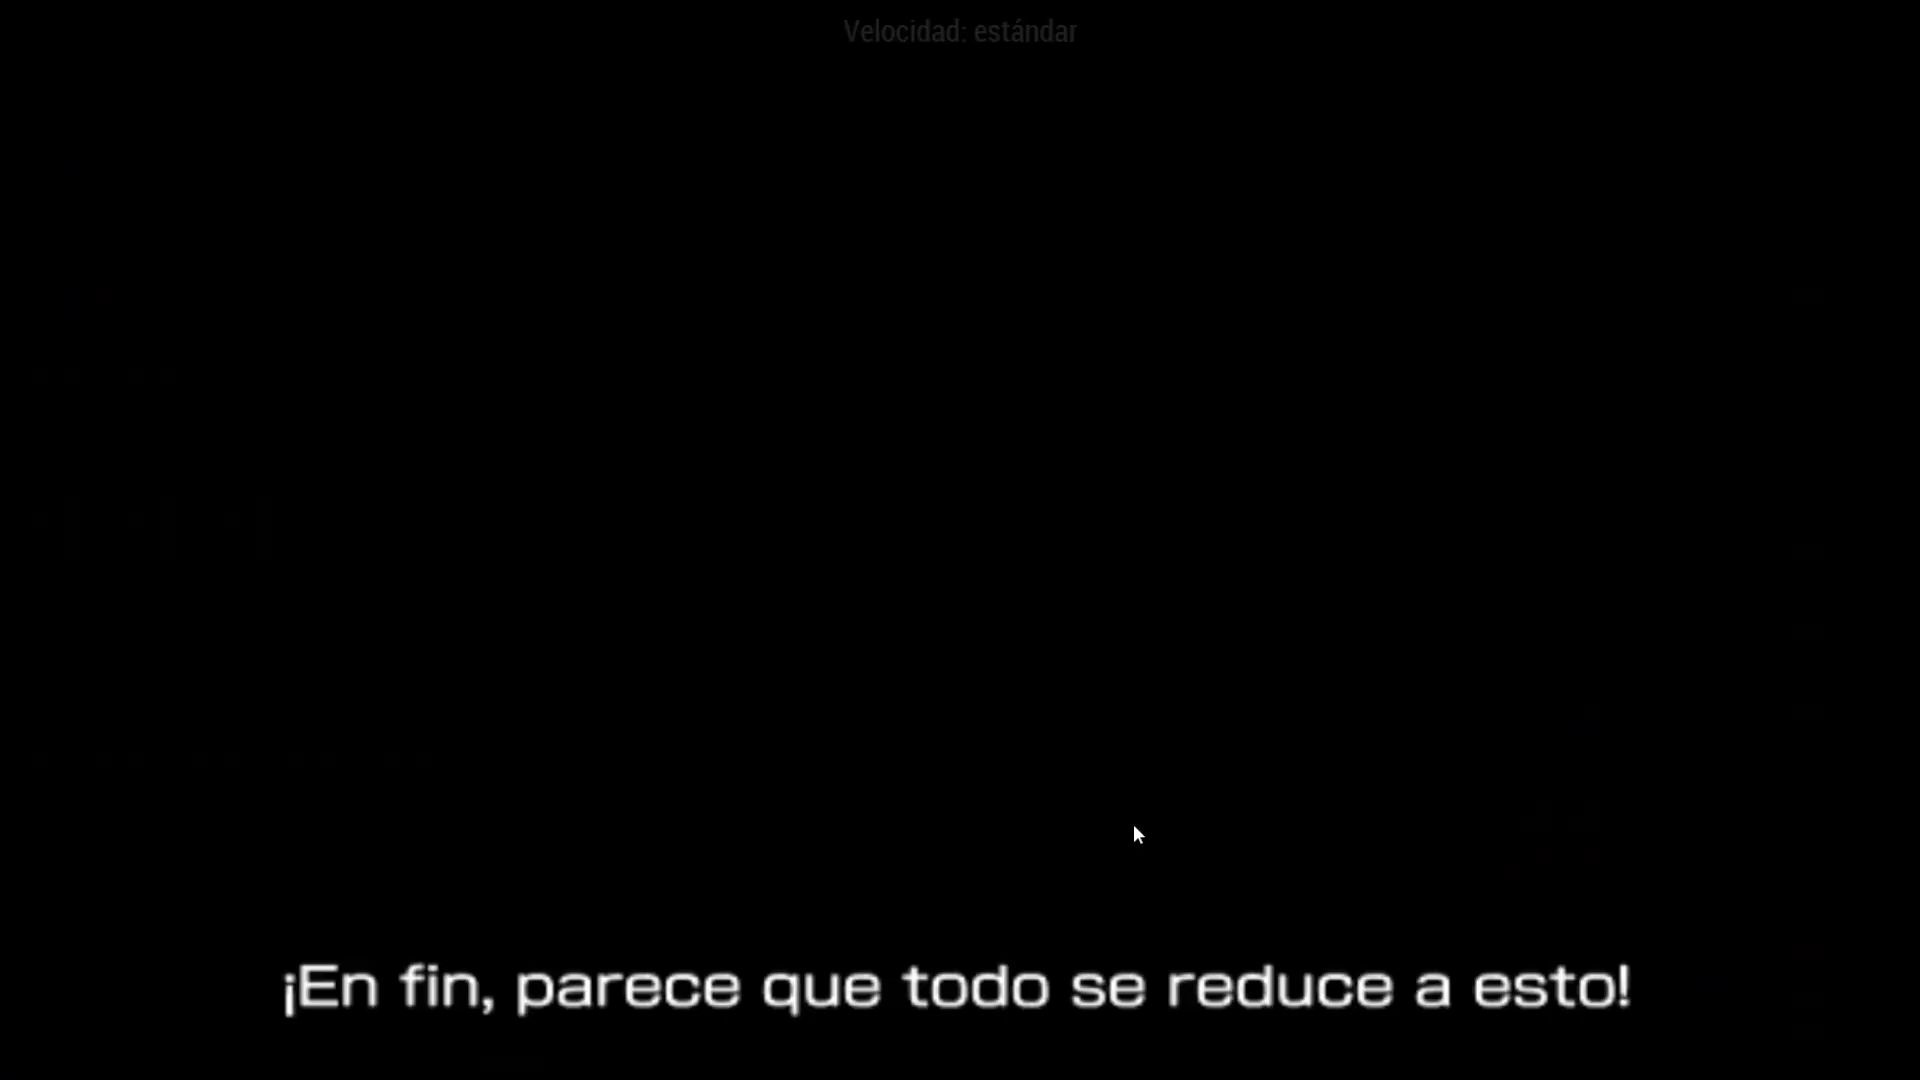 Velocidad: estándar
¡En fin, parece que todo se reduce a esto!